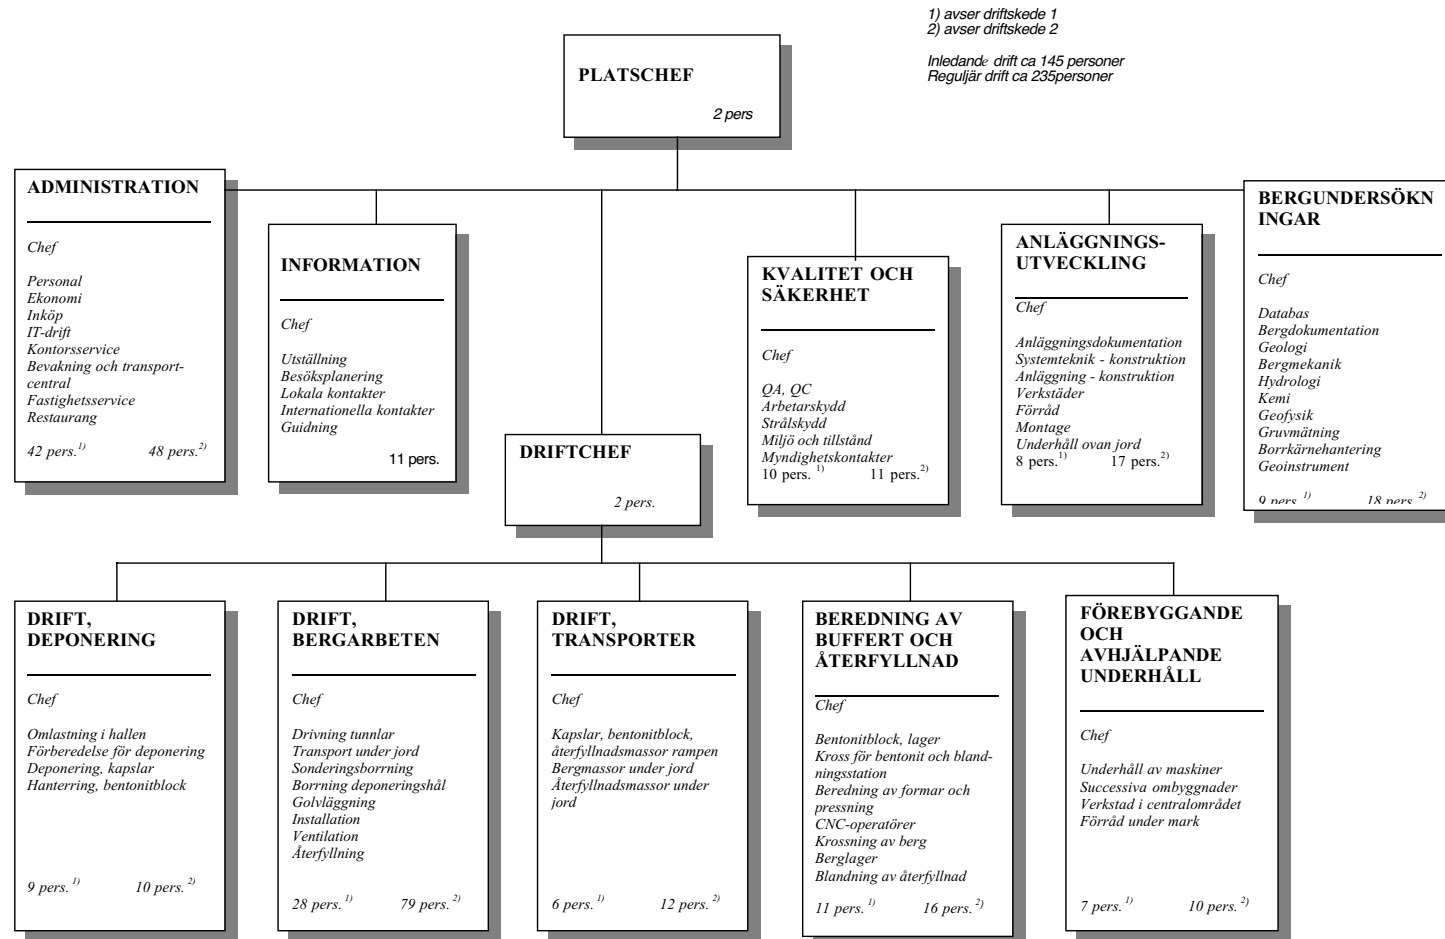 1) avser driftskede 1
2) avser driftskede 2
Inledande drift ca 145 personer
Reguljär drift ca 235personer
PLATSCHEF
2 pers
ADMINISTRATION
Chef
Personal
Ekonomi
Inköp
IT-drift
Kontorsservice
Bevakning och transport-
central
Fastighetsservice
Restaurang
42 pers. 1) 48 pers. 2)
INFORMATION
Chef
Utställning
Besöksplanering
Lokala kontakter
Internationella kontakter
Guidning
11 pers.
DRIFTCHEF
2 pers.
KVALITET OCH
SÄKERHET
Chef
QA, QC
Arbetarskydd
Strålskydd
Miljö och tillstånd
Myndighetskontakter
10 pers. 1) 11 pers. 2)
ANLÄGGNINGS-
UTVECKLING
Chef
Anläggningsdokumentation
Systemteknik - konstruktion
Anläggning - konstruktion
Verkstäder
Förråd
Montage
Underhåll ovan jord
8 pers. 1) 17 pers. 2)
BERGUNDERSÖKN
INGAR
Chef
Databas
Bergdokumentation
Geologi
Bergmekanik
Hydrologi
Kemi
Geofysik
Gruvmätning
Borrkärnehantering
Geoinstrument
9 pers. 1) 18 pers. 2)
DRIFT,
DEPONERING
Chef
Omlastning i hallen
Förberedelse för deponering
Deponering, kapslar
Hanterring, bentonitblock
9 pers. 1) 10 pers. 2)
DRIFT,
BERGARBETEN
Chef
Drivning tunnlar
Transport under jord
Sonderingsborrning
Borrning deponeringshål
Golvläggning
Installation
Ventilation
Återfyllning
28 pers. 1) 79 pers. 2)
DRIFT,
TRANSPORTER
Chef
Kapslar, bentonitblock,
återfyllnadsmassor rampen
Bergmassor under jord
Återfyllnadsmassor under
jord
6 pers. 1) 12 pers. 2)
BEREDNING AV
BUFFERT OCH
ÅTERFYLLNAD
Chef
Bentonitblock, lager
Kross för bentonit och bland-
ningsstation
Beredning av formar och
pressning
CNC-operatörer
Krossning av berg
Berglager
Blandning av återfyllnad
11 pers. 1) 16 pers. 2)
FÖREBYGGANDE
OCH
AVHJÄLPANDE
UNDERHÅLL
Chef
Underhåll av maskiner
Successiva ombyggnader
Verkstad i centralområdet
Förråd under mark
7 pers. 1) 10 pers. 2)